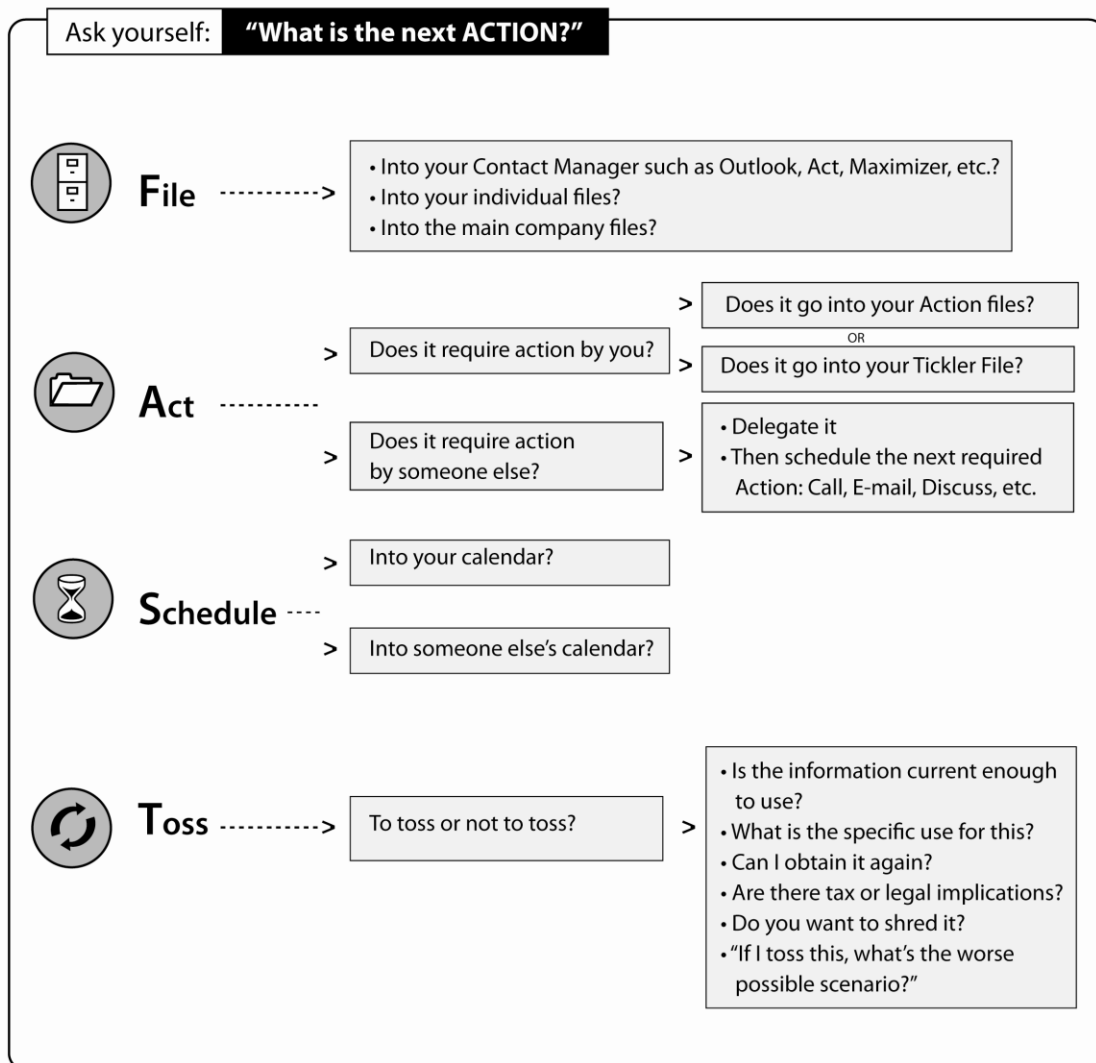 Ask yourself: “What is the next ACTION?”
File
• Into your Contact Manager such as Outlook, Act, Maximizer, etc.?
• Into your individual files?
• Into the main company files?
Act
Does it require action by you?
Does it go into your Action files?
OR
Does it go into your Tickler File?
Does it require action
by someone else?
• Delegate it
• Then schedule the next required
Action: Call, E-mail, Discuss, etc.
Schedule
Into your calendar?
Into someone else’s calendar?
Toss
To toss or not to toss?
• Is the information current enough
to use?
• What is the specific use for this?
• Can I obtain it again?
• Are there tax or legal implications?
• Do you want to shred it?
• “If I toss this, what’s the worse
possible scenario?”